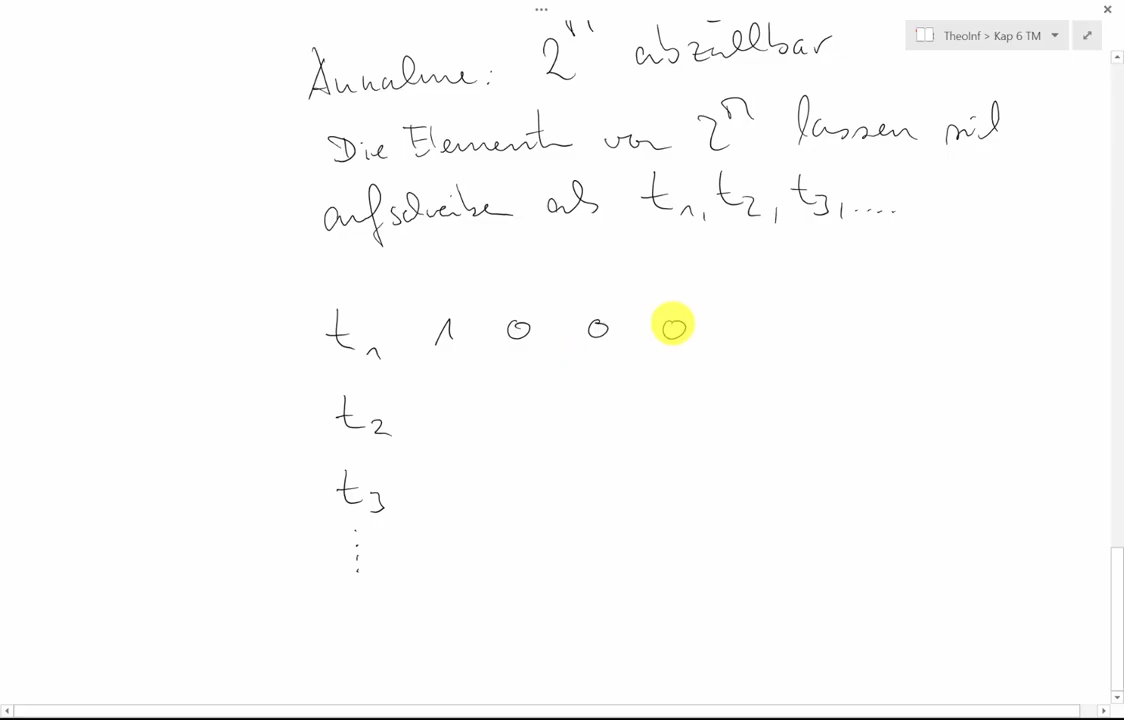 TheoInf > Kap 6 TM
Annahme: 2^ℕ abzählbar
Die Elemente von 2^ℕ lassen sich
aufschreiben als t₁, t₂, t₃, ....
t₁ 1 0 0 0
t₂
t₃
⋮